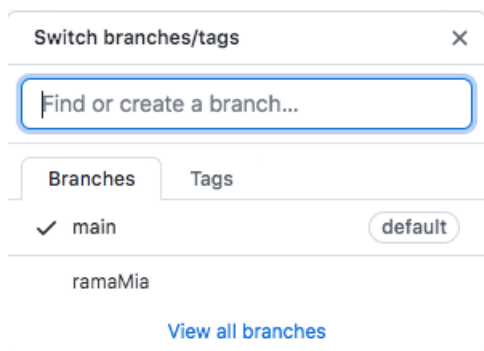 Switch branches/tags
Find or create a branch...
Branches Tags
main default
ramaMia
View all branches